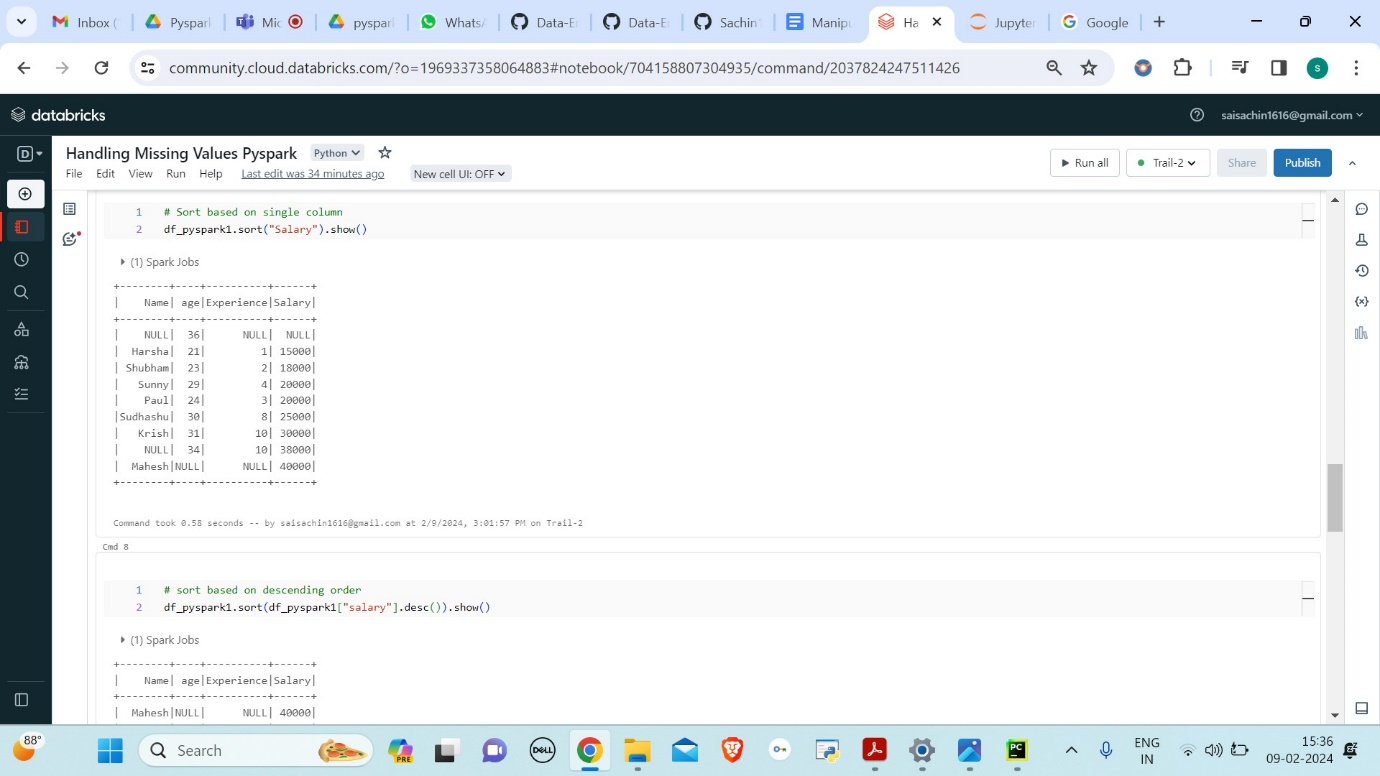 Inbox (
Pyspark
Mic
pyspark
WhatsA
Data-E
Data-E
Sachin
Manipu
Ha
Jupyter
Google
community.cloud.databricks.com/?o=1969337358064883#notebook/704158807304935/command/2037824247511426
s
databricks
saisachin1616@gmail.com
D
Handling Missing Values Pyspark Python
Run all
Trail-2
Share
Publish
File Edit View Run Help Last edit was 34 minutes ago New cell UI: OFF
1 # Sort based on single column
2 df_pyspark1.sort("Salary").show()
(1) Spark Jobs
+--------+----+----------+------+
|    Name| age|Experience|Salary|
+--------+----+----------+------+
|    NULL|  36|      NULL|  NULL|
|  Harsha|  21|         1| 15000|
| Shubham|  23|         2| 18000|
|   Sunny|  29|         4| 20000|
|    Paul|  24|         3| 20000|
|Sudhashu|  30|         8| 25000|
|   Krish|  31|        10| 30000|
|    NULL|  34|        10| 38000|
|  Mahesh|NULL|      NULL| 40000|
+--------+----+----------+------+
Command took 0.58 seconds -- by saisachin1616@gmail.com at 2/9/2024, 3:01:57 PM on Trail-2
Cmd 8
1 # sort based on descending order
2 df_pyspark1.sort(df_pyspark1["salary"].desc()).show()
(1) Spark Jobs
+--------+----+----------+------+
|    Name| age|Experience|Salary|
+--------+----+----------+------+
|  Mahesh|NULL|      NULL| 40000|
88°
Search
PRE
DELL
PC
ENG
IN
15:36
09-02-2024